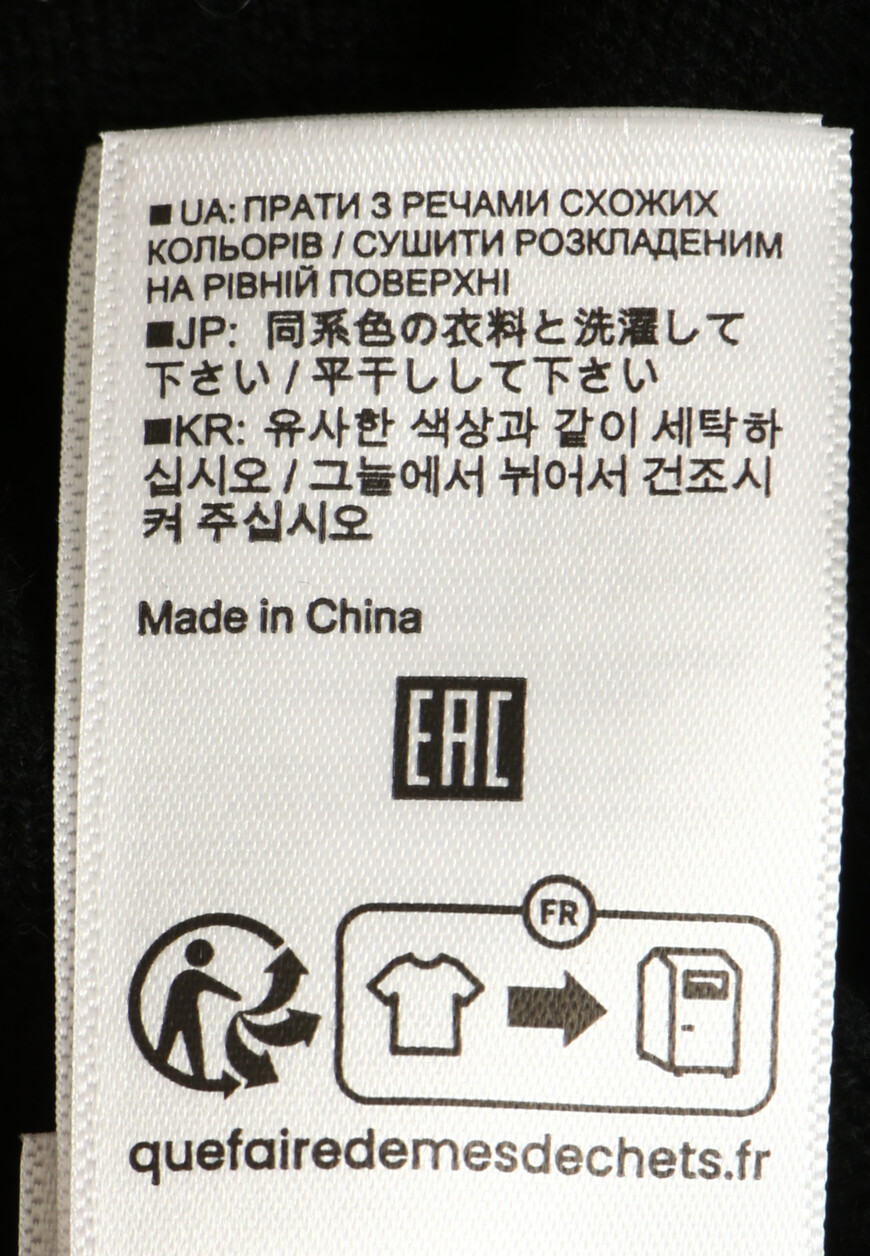 ■ UA: ПРАТИ З РЕЧАМИ СХОЖИХ
КОЛЬОРІВ / СУШИТИ РОЗКЛАДЕНИМ
НА РІВНІЙ ПОВЕРХНІ
■JP: 同系色の衣料と洗濯して
下さい / 平干ししして下さい
■KR: 유사한 색상과 같이 세탁하
십시오 / 그늘에서 뉘어서 건조시
켜 주십시오
Made in China
EAC
FR
quefairedemesdechets.fr